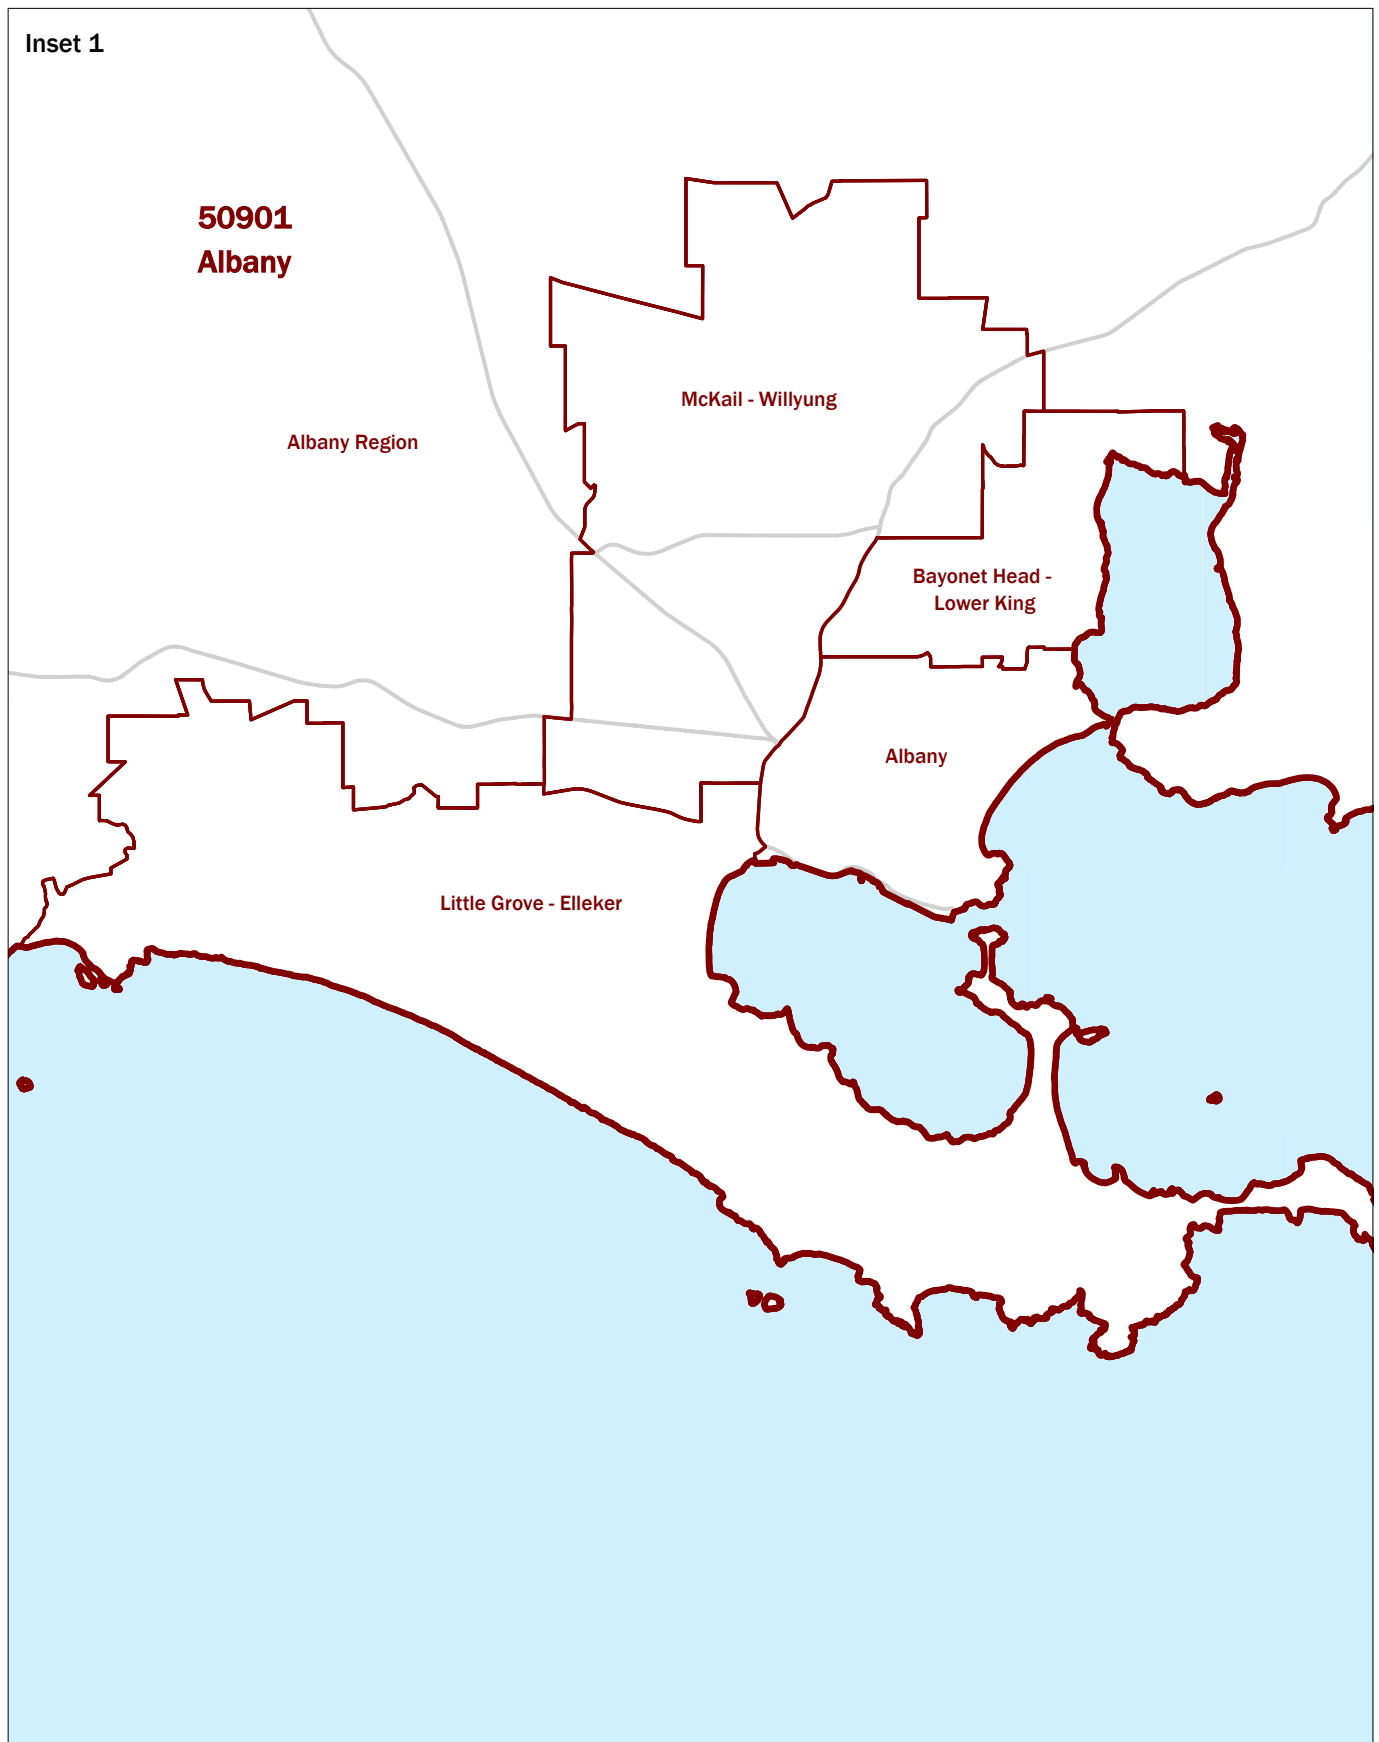 Inset 1
50901
Albany
McKail - Willyung
Albany Region
Bayonet Head -
Lower King
Albany
Little Grove - Elleker